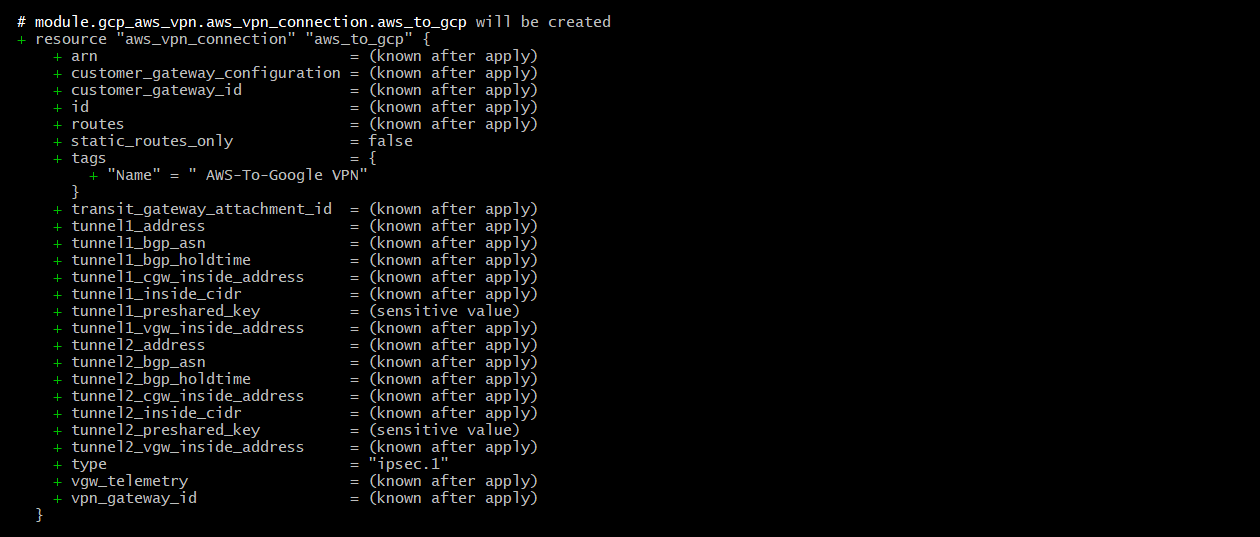 # module.gcp_aws_vpn.aws_vpn_connection.aws_to_gcp will be created
+ resource "aws_vpn_connection" "aws_to_gcp" {
    + arn                            = (known after apply)
    + customer_gateway_configuration = (known after apply)
    + customer_gateway_id            = (known after apply)
    + id                             = (known after apply)
    + routes                         = (known after apply)
    + static_routes_only             = false
    + tags                           = {
        + "Name" = " AWS-To-Google VPN"
      }
    + transit_gateway_attachment_id  = (known after apply)
    + tunnel1_address                = (known after apply)
    + tunnel1_bgp_asn                = (known after apply)
    + tunnel1_bgp_holdtime           = (known after apply)
    + tunnel1_cgw_inside_address     = (known after apply)
    + tunnel1_inside_cidr            = (known after apply)
    + tunnel1_preshared_key          = (sensitive value)
    + tunnel1_vgw_inside_address     = (known after apply)
    + tunnel2_address                = (known after apply)
    + tunnel2_bgp_asn                = (known after apply)
    + tunnel2_bgp_holdtime           = (known after apply)
    + tunnel2_cgw_inside_address     = (known after apply)
    + tunnel2_inside_cidr            = (known after apply)
    + tunnel2_preshared_key          = (sensitive value)
    + tunnel2_vgw_inside_address     = (known after apply)
    + type                           = "ipsec.1"
    + vgw_telemetry                  = (known after apply)
    + vpn_gateway_id                 = (known after apply)
  }